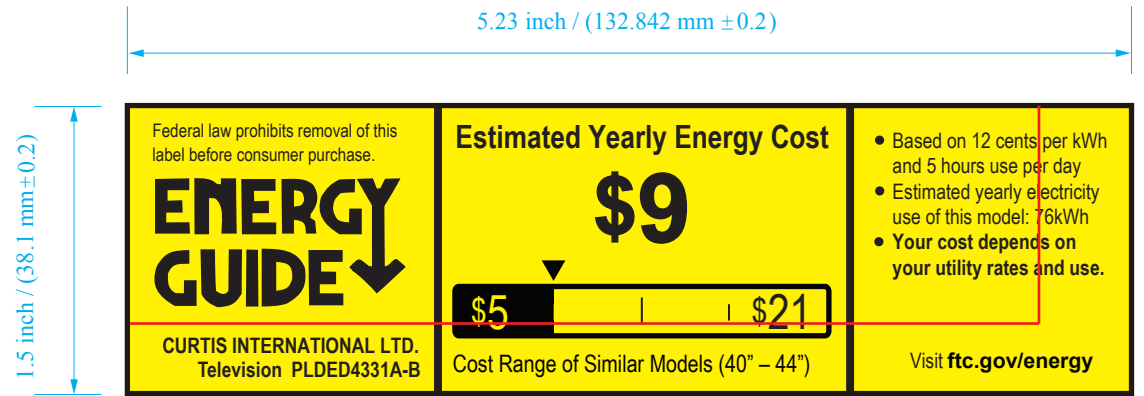 5.23 inch / (132.842 mm ±0.2)
1.5 inch / (38.1 mm±0.2)
Federal law prohibits removal of this
label before consumer purchase.
ENERGY
GUIDE
CURTIS INTERNATIONAL LTD.
Television PLDED4331A-B
Estimated Yearly Energy Cost
$9
$5 $21
Cost Range of Similar Models (40” – 44”)
● Based on 12 cents per kWh
and 5 hours use per day
● Estimated yearly electricity
use of this model: 76kWh
● Your cost depends on
your utility rates and use.
Visit ftc.gov/energy